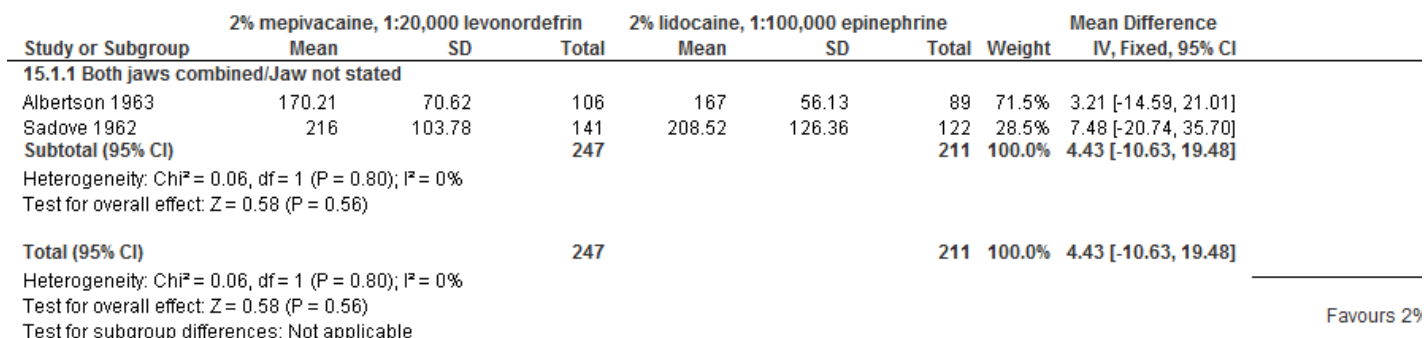 2% mepivacaine, 1:20,000 levonordefrin 2% lidocaine, 1:100,000 epinephrine Mean Difference
Study or Subgroup Mean SD Total Mean SD Total Weight IV, Fixed, 95% CI
15.1.1 Both jaws combined/Jaw not stated
Albertson 1963 170.21 70.62 106 167 56.13 89 71.5% 3.21 [-14.59, 21.01]
Sadove 1962 216 103.78 141 208.52 126.36 122 28.5% 7.48 [-20.74, 35.70]
Subtotal (95% CI) 247 211 100.0% 4.43 [-10.63, 19.48]
Heterogeneity: Chi² = 0.06, df = 1 (P = 0.80); I² = 0%
Test for overall effect: Z = 0.58 (P = 0.56)
Total (95% CI) 247 211 100.0% 4.43 [-10.63, 19.48]
Heterogeneity: Chi² = 0.06, df = 1 (P = 0.80); I² = 0%
Test for overall effect: Z = 0.58 (P = 0.56)
Favours 2%
Test for subgroup differences: Not applicable